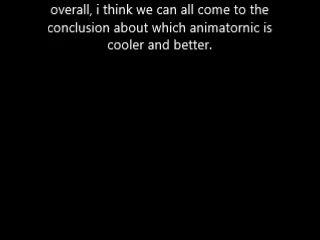 overall, i think we can all come to the
conclusion about which animatornic is
cooler and better.